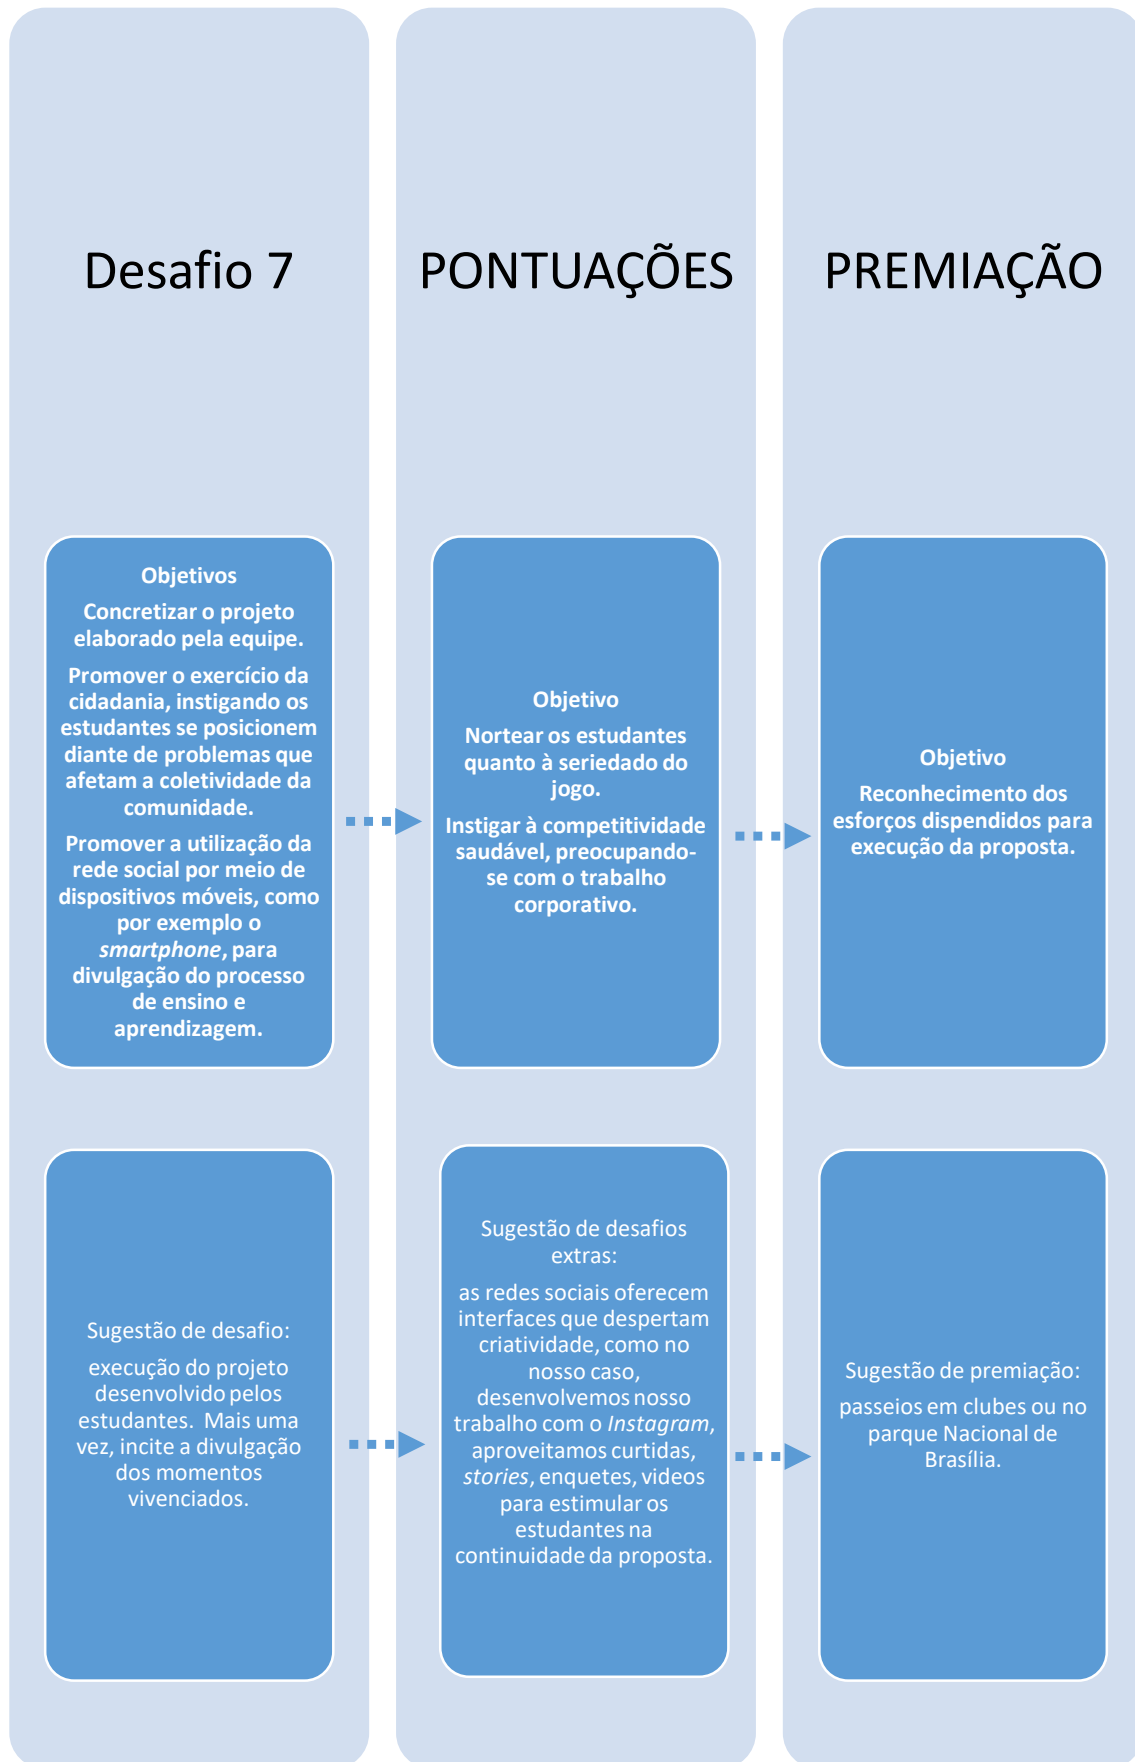 Desafio 7
PONTUAÇÕES
PREMIAÇÃO
Objetivos
Concretizar o projeto
elaborado pela equipe.
Promover o exercício da
cidadania, instigando os
estudantes se posicionem
diante de problemas que
afetam a coletividade da
comunidade.
Promover a utilização da
rede social por meio de
dispositivos móveis, como
por exemplo o
smartphone, para
divulgação do processo
de ensino e
aprendizagem.
Objetivo
Nortear os estudantes
quanto à seriedado do
jogo.
Instigar à competitividade
saudável, preocupando-
se com o trabalho
corporativo.
Objetivo
Reconhecimento dos
esforços dispendidos para
execução da proposta.
Sugestão de desafio:
execução do projeto
desenvolvido pelos
estudantes. Mais uma
vez, incite a divulgação
dos momentos
vivenciados.
Sugestão de desafios
extras:
as redes sociais oferecem
interfaces que despertam
criatividade, como no
nosso caso,
desenvolvemos nosso
trabalho com o Instagram,
aproveitamos curtidas,
stories, enquetes, videos
para estimular os
estudantes na
continuidade da proposta.
Sugestão de premiação:
passeios em clubes ou no
parque Nacional de
Brasília.